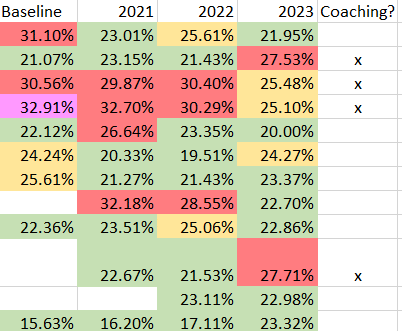 Baseline 2021 2022 2023 Coaching?
31.10% 23.01% 25.61% 21.95%
21.07% 23.15% 21.43% 27.53% x
30.56% 29.87% 30.40% 25.48% x
32.91% 32.70% 30.29% 25.10% x
22.12% 26.64% 23.35% 20.00%
24.24% 20.33% 19.51% 24.27%
25.61% 21.27% 21.43% 23.37%
32.18% 28.55% 22.70%
22.36% 23.51% 25.06% 22.86%
22.67% 21.53% 27.71% x
23.11% 22.98%
15.63% 16.20% 17.11% 23.32%